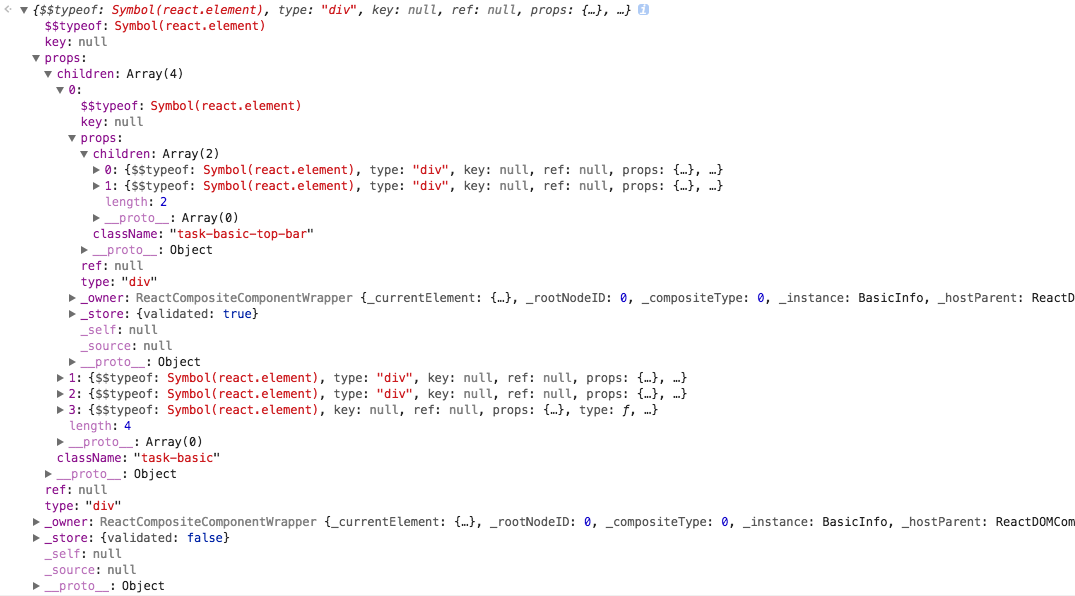 {$$typeof: Symbol(react.element), type: "div", key: null, ref: null, props: {…}, …} i
$$typeof: Symbol(react.element)
key: null
props:
children: Array(4)
0:
$$typeof: Symbol(react.element)
key: null
props:
children: Array(2)
0: {$$typeof: Symbol(react.element), type: "div", key: null, ref: null, props: {…}, …}
1: {$$typeof: Symbol(react.element), type: "div", key: null, ref: null, props: {…}, …}
length: 2
__proto__: Array(0)
className: "task-basic-top-bar"
__proto__: Object
ref: null
type: "div"
_owner: ReactCompositeComponentWrapper {_currentElement: {…}, _rootNodeID: 0, _compositeType: 0, _instance: BasicInfo, _hostParent: ReactD
_store: {validated: true}
_self: null
_source: null
__proto__: Object
1: {$$typeof: Symbol(react.element), type: "div", key: null, ref: null, props: {…}, …}
2: {$$typeof: Symbol(react.element), type: "div", key: null, ref: null, props: {…}, …}
3: {$$typeof: Symbol(react.element), key: null, ref: null, props: {…}, type: ƒ, …}
length: 4
__proto__: Array(0)
className: "task-basic"
__proto__: Object
ref: null
type: "div"
_owner: ReactCompositeComponentWrapper {_currentElement: {…}, _rootNodeID: 0, _compositeType: 0, _instance: BasicInfo, _hostParent: ReactDOMCom
_store: {validated: false}
_self: null
_source: null
__proto__: Object